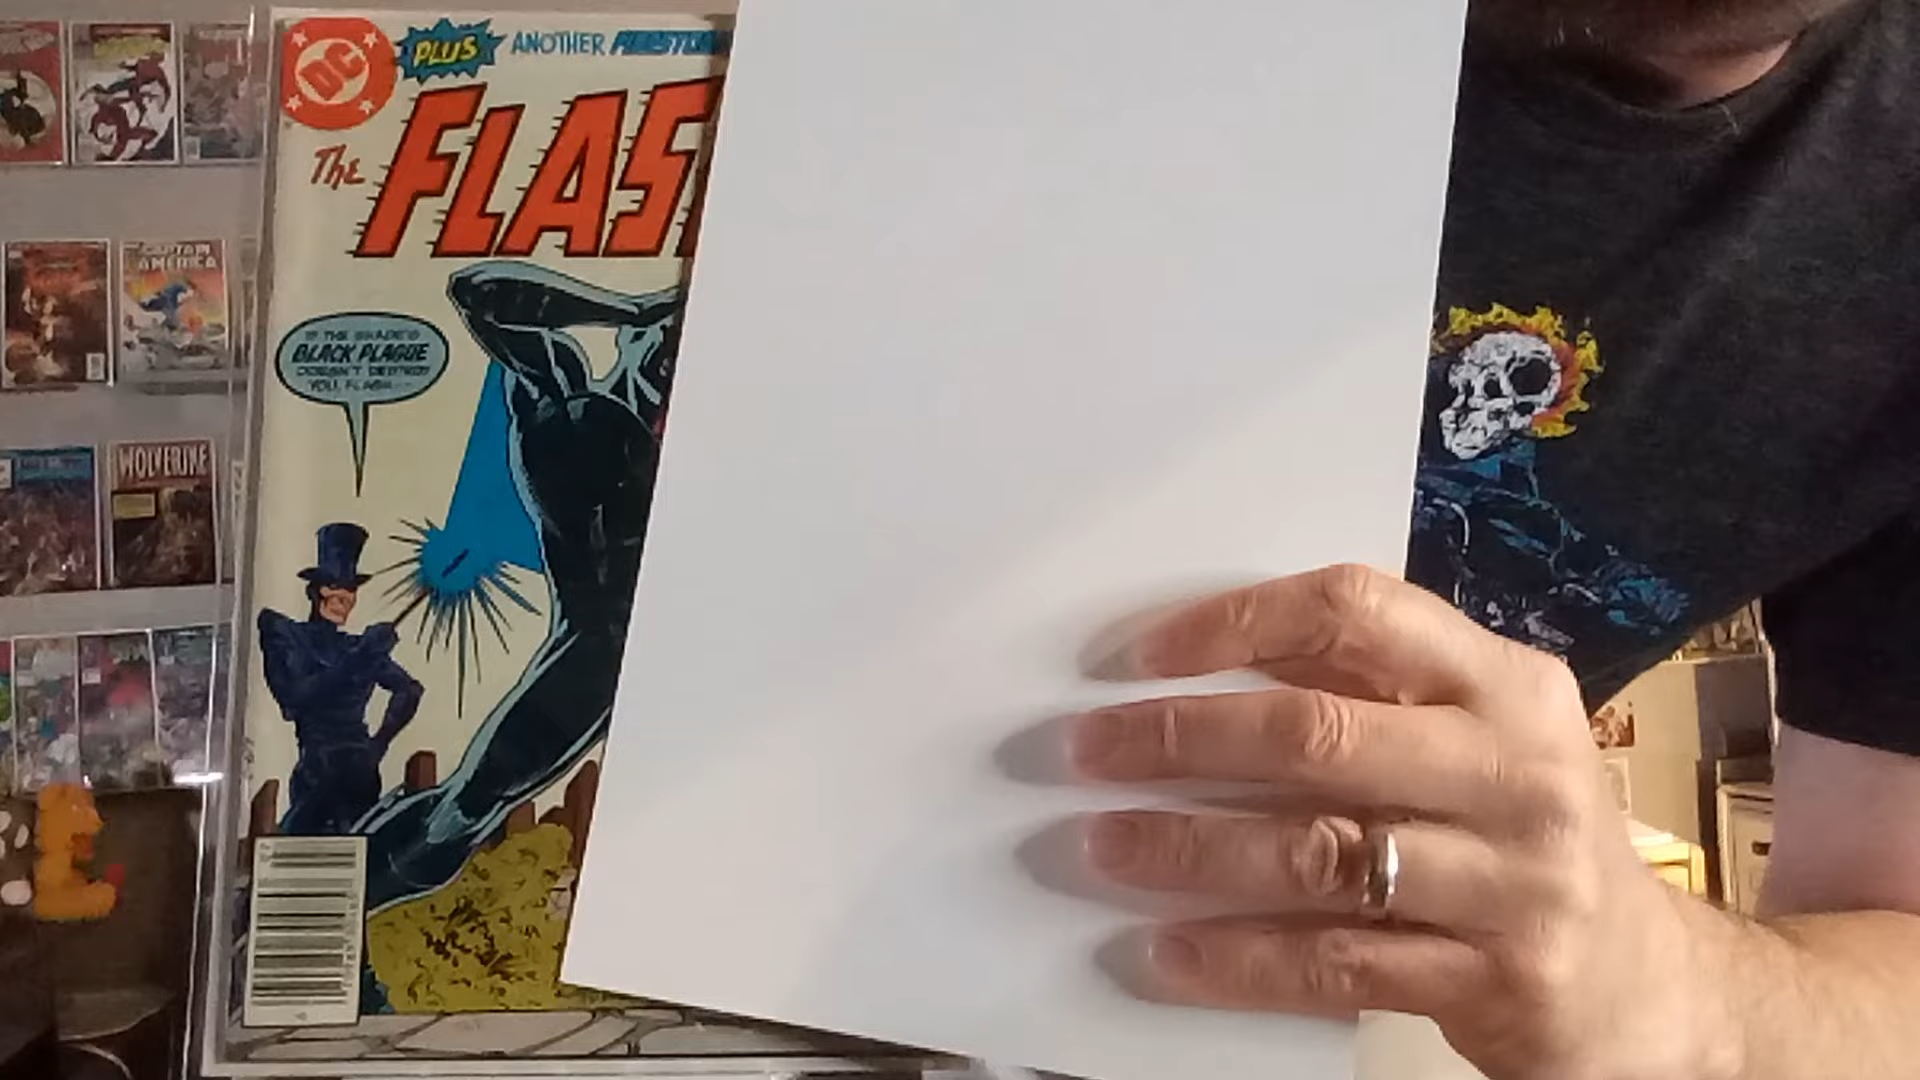 DC
PLUS
ANOTHER
The
FLAS
IF THE SHADE'S
BLACK PLAGUE
DOESN'T DESTROY
YOU, FLASH--
CAPTAIN
AMERICA
WOLVERINE